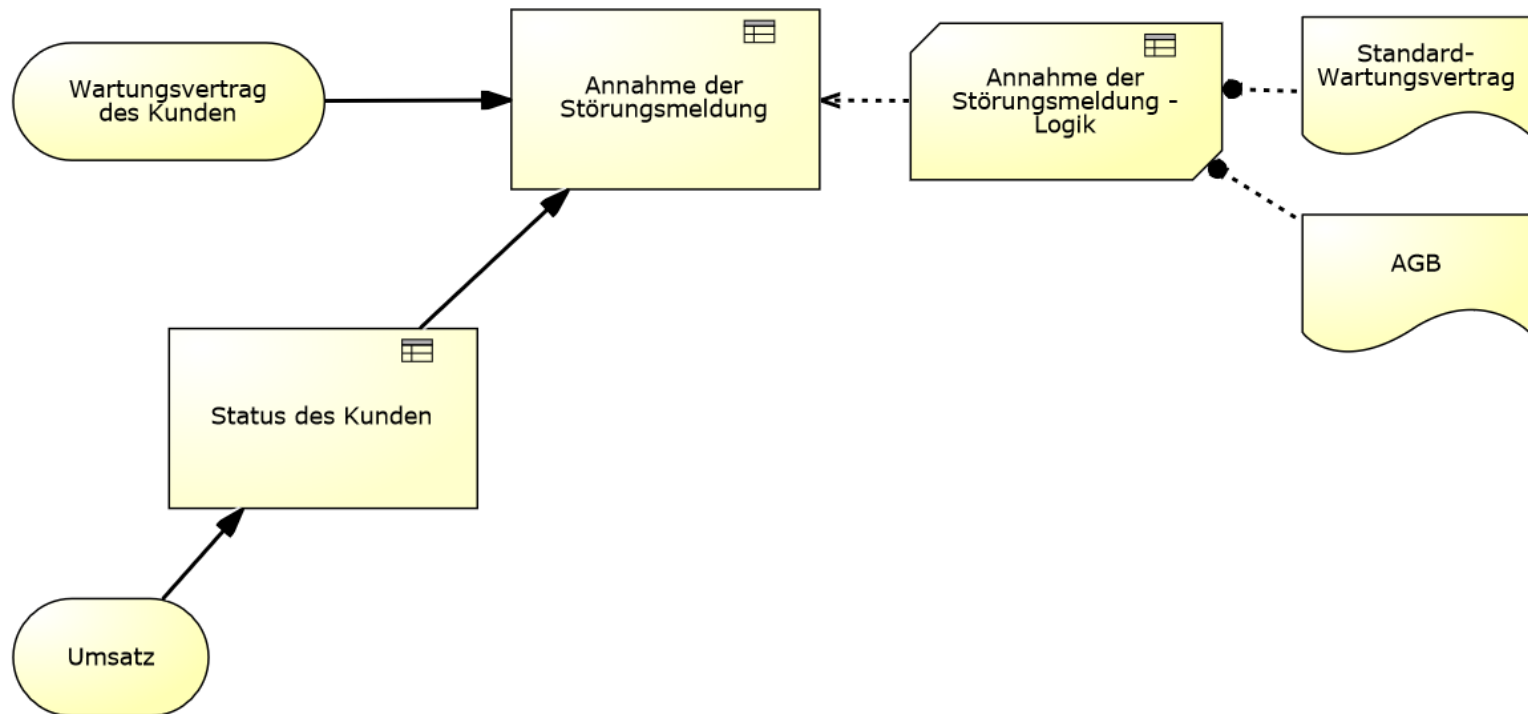 Wartungsvertrag
des Kunden
Annahme der
Störungsmeldung
Annahme der
Störungsmeldung -
Logik
Standard-
Wartungsvertrag
AGB
Status des Kunden
Umsatz